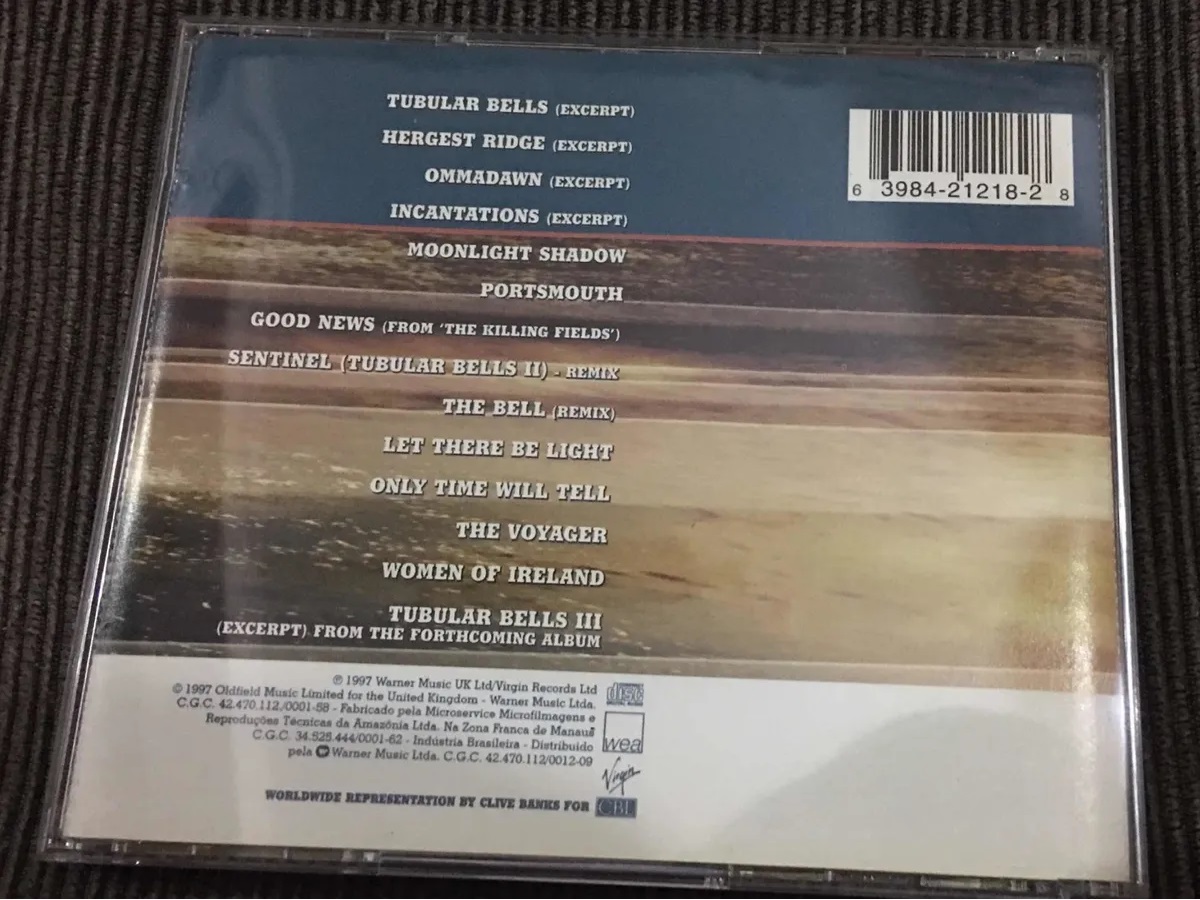 TUBULAR BELLS (EXCERPT)
HERGEST RIDGE (EXCERPT)
OMMADAWN (EXCERPT)
INCANTATIONS (EXCERPT)
MOONLIGHT SHADOW
PORTSMOUTH
GOOD NEWS (FROM 'THE KILLING FIELDS')
SENTINEL (TUBULAR BELLS II) - REMIX
THE BELL (REMIX)
LET THERE BE LIGHT
ONLY TIME WILL TELL
THE VOYAGER
WOMEN OF IRELAND
TUBULAR BELLS III
(EXCERPT) FROM THE FORTHCOMING ALBUM
6 3984-21218-2 8
℗ 1997 Warner Music UK Ltd/Virgin Records Ltd
© 1997 Oldfield Music Limited for the United Kingdom - Warner Music Ltda.
C.G.C. 42.470.112/0001-58 - Fabricado pela Microservice Microfilmagens e
Reproduções Técnicas da Amazônia Ltda. Na Zona Franca de Manaus
C.G.C. 34.525.444/0001-62 - Indústria Brasileira - Distribuido
pela Warner Music Ltda. C.G.C. 42.470.112/0012-09
disc
wea
Virgin
WORLDWIDE REPRESENTATION BY CLIVE BANKS FOR CBL